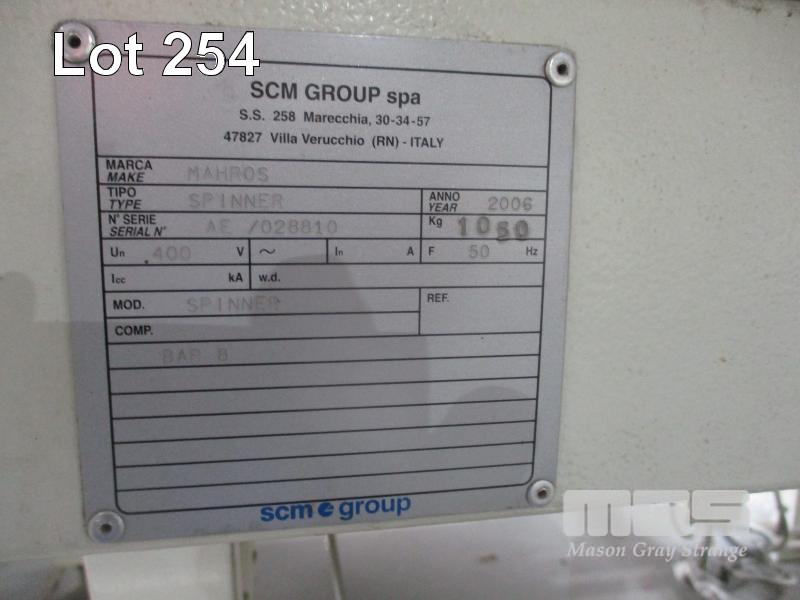 Lot 254
SCM GROUP spa
S.S. 258 Marecchia, 30-34-57
47827 Villa Verucchio (RN) - ITALY
MARCA
MAKE MAHROS
TIPO
TYPE SPINNER ANNO
YEAR 2006
N° SERIE
SERIAL N° AE /028810 Kg 1050
Un .400 V ~ In A F 50 Hz
Icc kA w.d.
MOD. SPINNER REF.
COMP.
BAR 8
scm group
MGS
Mason Gray Strange